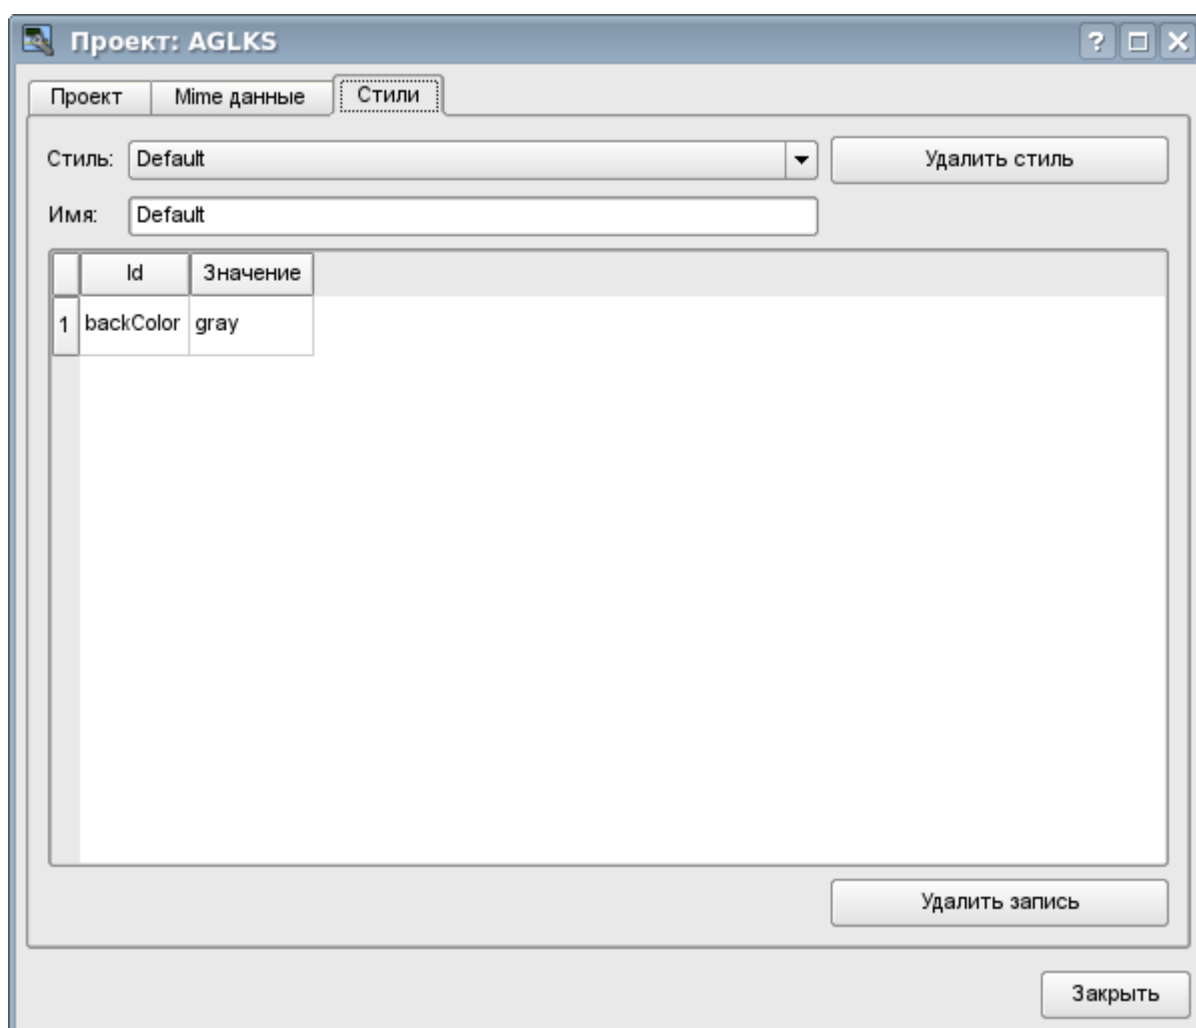 Проект: AGLKS
Проект Mime данные Стили
Стиль: Default Удалить стиль
Имя: Default
Id Значение
1 backColor gray
Удалить запись
Закрыть